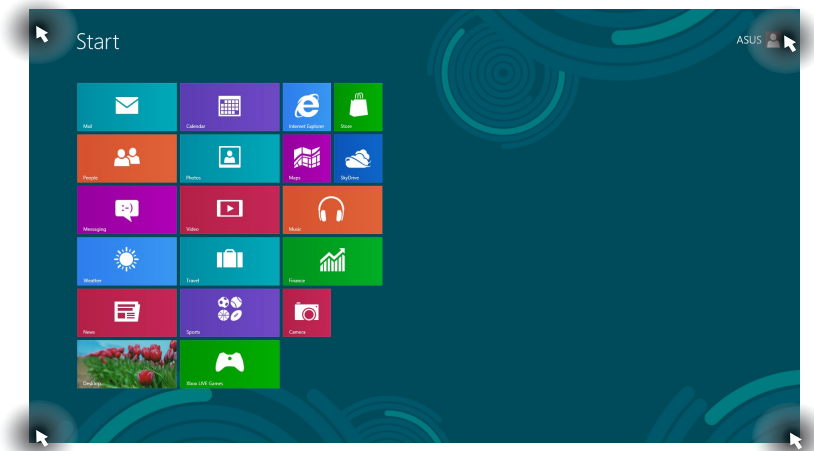 Start
ASUS
Mail
Calendar
Internet Explorer
Store
People
Photos
Maps
SkyDrive
Messaging
:-)
Video
Music
Weather
Travel
Finance
News
Sports
Camera
Desktop
Xbox LIVE Games